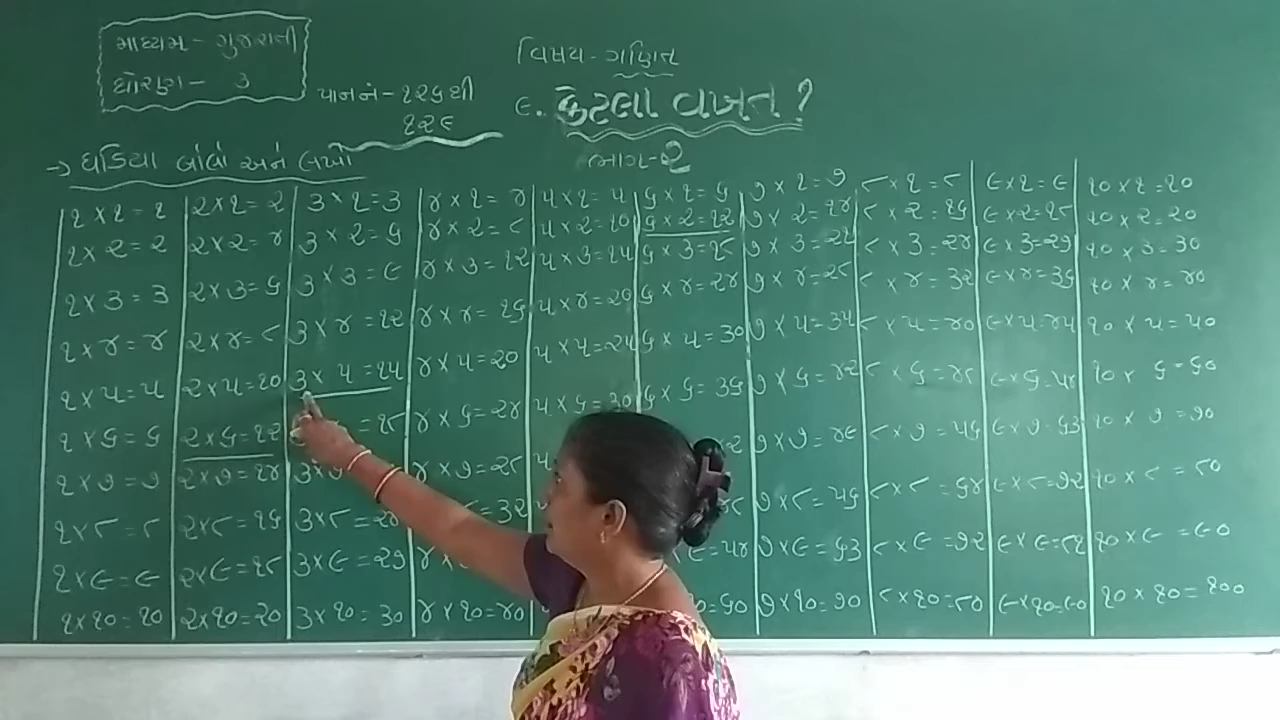 માધ્યમ - ગુજરાતી
ધોરણ - ૩
પાન નં - ૧૨૬ થી
૧૨૯
વિષય - ગણિત
૯. કેટલા વખત ?
ભાગ - ૨
→ ઘડિયા બોલો અને લખો
૧×૧=૧ ૨×૧=૨ ૩×૧=૩ ૪×૧=૪ ૫×૧=૫ ૬×૧=૬ ૭×૧=૭ ૮×૧=૮ ૯×૧=૯ ૧૦×૧=૧૦
૧×૨=૨ ૨×૨=૪ ૩×૨=૬ ૪×૨=૮ ૫×૨=૧૦ ૬×૨=૧૨ ૭×૨=૧૪ ૮×૨=૧૬ ૯×૨=૧૮ ૧૦×૨=૨૦
૧×૩=૩ ૨×૩=૬ ૩×૩=૯ ૪×૩=૧૨ ૫×૩=૧૫ ૬×૩=૧૮ ૭×૩=૨૧ ૮×૩=૨૪ ૯×૩=૨૭ ૧૦×૩=૩૦
૧×૪=૪ ૨×૪=૮ ૩×૪=૧૨ ૪×૪=૧૬ ૫×૪=૨૦ ૬×૪=૨૪ ૭×૪=૨૮ ૮×૪=૩૨ ૯×૪=૩૬ ૧૦×૪=૪૦
૧×૫=૫ ૨×૫=૧૦ ૩×૫=૧૫ ૪×૫=૨૦ ૫×૫=૨૫ ૬×૫=૩૦ ૭×૫=૩૫ ૮×૫=૪૦ ૯×૫=૪૫ ૧૦×૫=૫૦
૧×૬=૬ ૨×૬=૧૨ =૧૮ ૪×૬=૨૪ ૫×૬=૩૦ ૬×૬=૩૬ ૭×૬=૪૨ ૮×૬=૪૮ ૯×૬=૫૪ ૧૦×૬=૬૦
૧×૭=૭ ૨×૭=૧૪ ૩×૭ ૪×૭=૨૮ ૭×૭=૪૯ ૮×૭=૫૬ ૯×૭=૬૩ ૧૦×૭=૭૦
૧×૮=૮ ૨×૮=૧૬ ૩×૮=૨૪ =૩૨ ૭×૮=૫૬ ૮×૮=૬૪ ૯×૮=૭૨ ૧૦×૮=૮૦
૧×૯=૯ ૨×૯=૧૮ ૩×૯=૨૭ ૪× ૯=૫૪ ૭×૯=૬૩ ૮×૯=૭૨ ૯×૯=૮૧ ૧૦×૯=૯૦
૧×૧૦=૧૦ ૨×૧૦=૨૦ ૩×૧૦=૩૦ ૪×૧૦=૪૦ ૦=૬૦ ૭×૧૦=૭૦ ૮×૧૦=૮૦ ૯×૧૦=૯૦ ૧૦×૧૦=૧૦૦